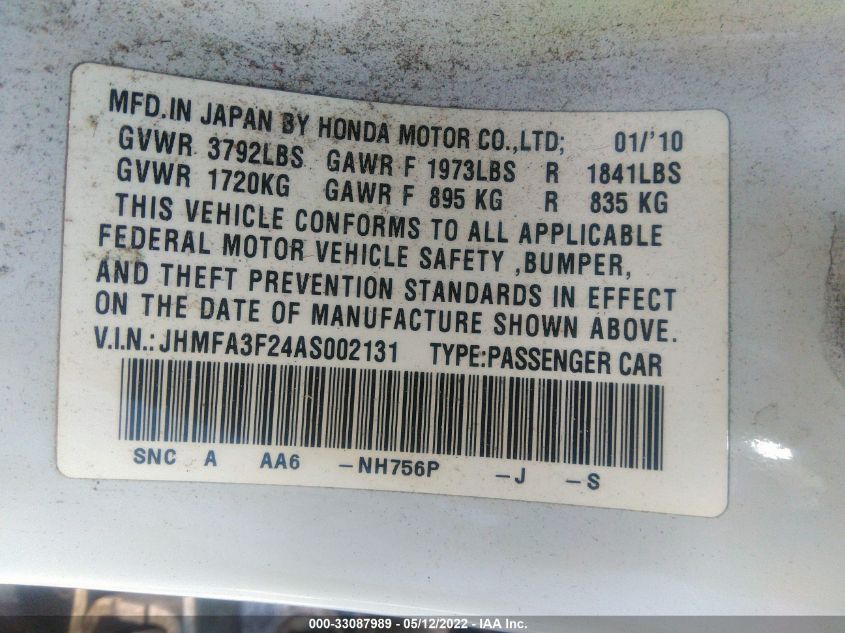 MFD.IN JAPAN BY HONDA MOTOR CO.,LTD; 01/'10
GVWR 3792LBS GAWR F 1973LBS R 1841LBS
GVWR 1720KG GAWR F 895 KG R 835 KG
THIS VEHICLE CONFORMS TO ALL APPLICABLE
FEDERAL MOTOR VEHICLE SAFETY ,BUMPER,
AND THEFT PREVENTION STANDARDS IN EFFECT
ON THE DATE OF MANUFACTURE SHOWN ABOVE.
V.I.N.:JHMFA3F24AS002131 TYPE:PASSENGER CAR
SNC A AA6 -NH756P -J -S
000-33087989 - 05/12/2022 - IAA Inc.